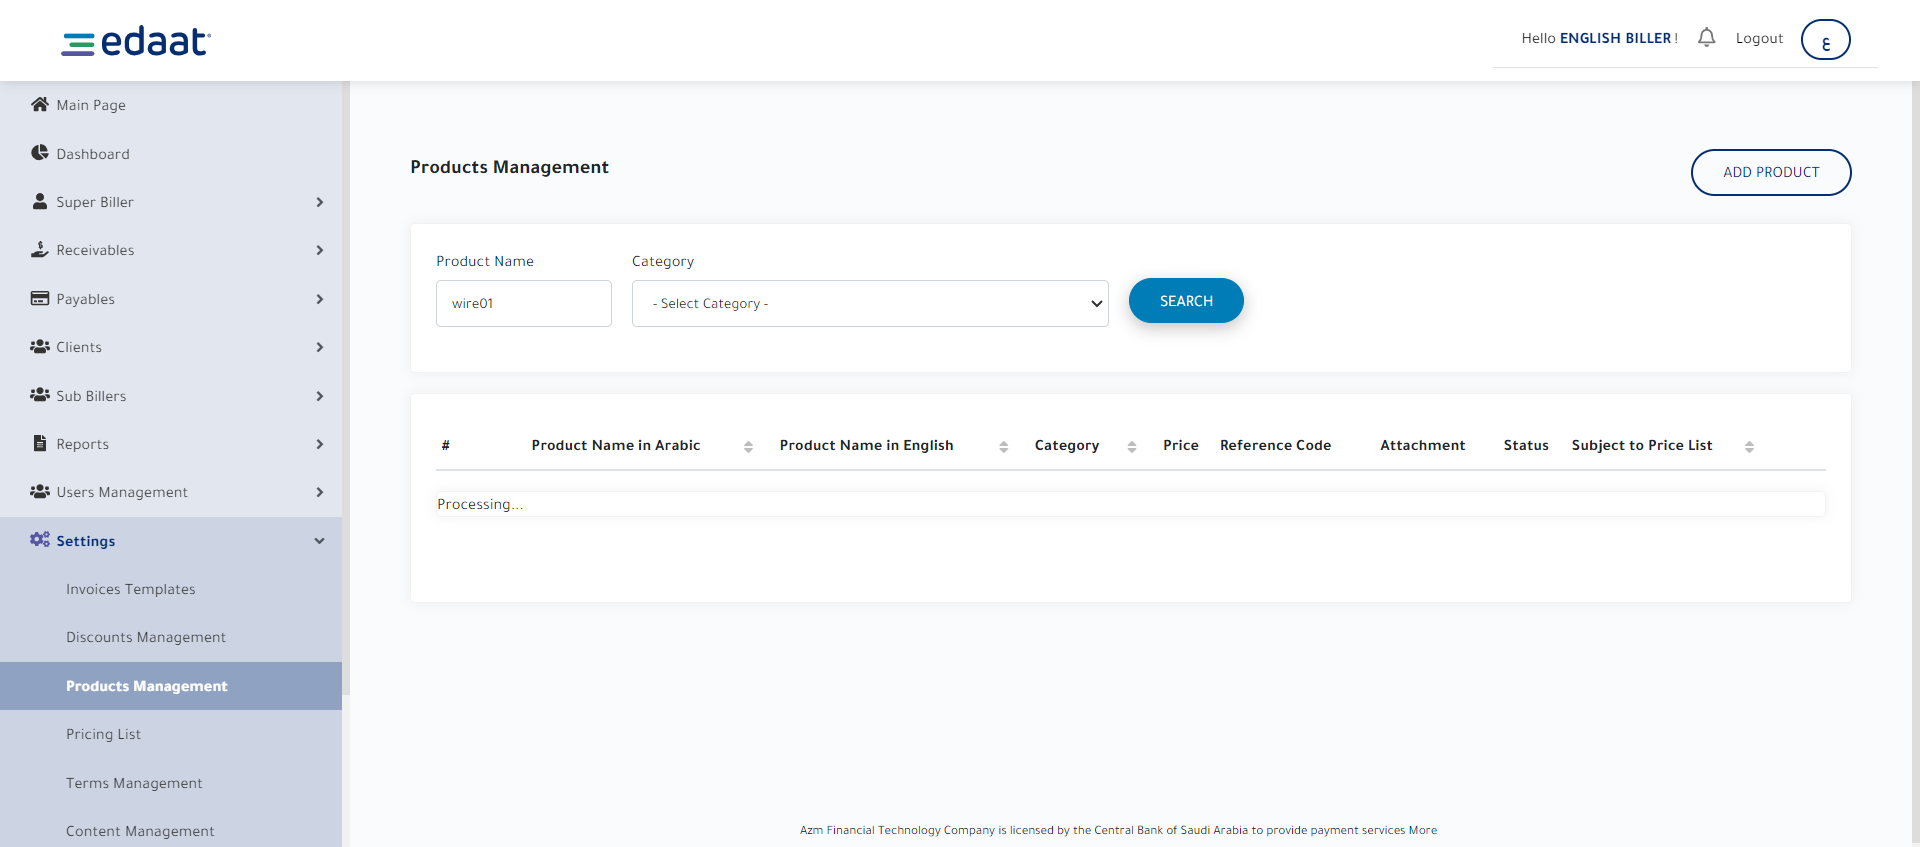 edaat
Hello ENGLISH BILLER !
Logout
ع
Main Page
Dashboard
Super Biller
Receivables
Payables
Clients
Sub Billers
Reports
Users Management
Settings
Invoices Templates
Discounts Management
Products Management
Pricing List
Terms Management
Content Management
Products Management
ADD PRODUCT
Product Name
Category
wire01
- Select Category -
SEARCH
# Product Name in Arabic Product Name in English Category Price Reference Code Attachment Status Subject to Price List
Processing...
Azm Financial Technology Company is licensed by the Central Bank of Saudi Arabia to provide payment services More